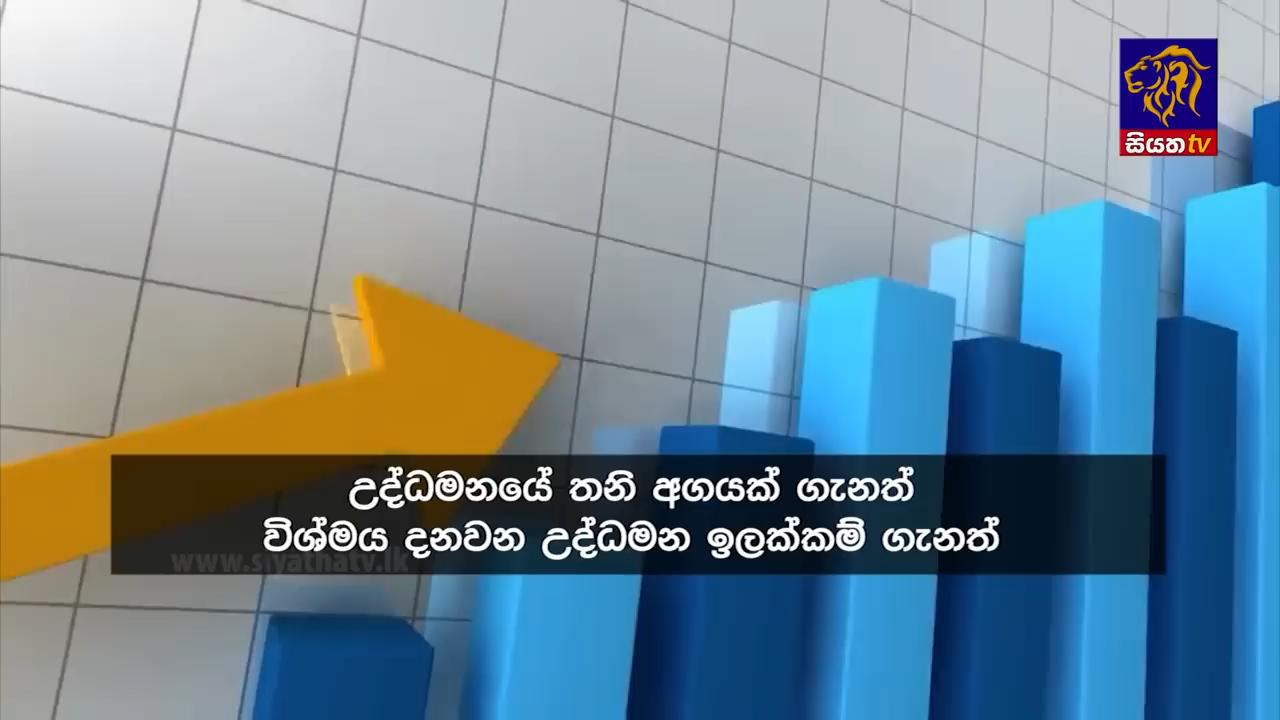 සියත tv
උද්ධමනයේ තනි අගයක් ගැනත්
විශ්මය දනවන උද්ධමන ඉලක්කම් ගැනත්
www.siyathatv.lk